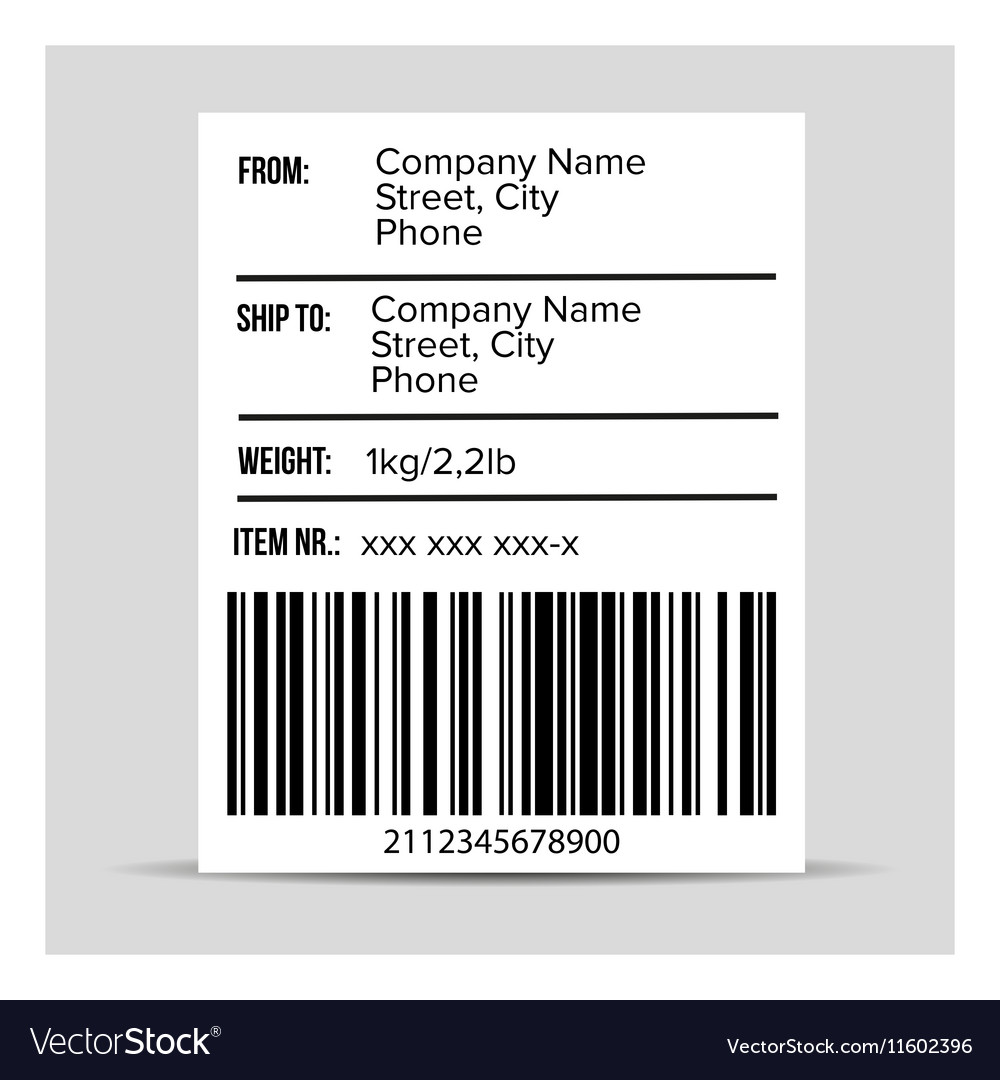 FROM: Company Name
Street, City
Phone
SHIP TO: Company Name
Street, City
Phone
WEIGHT: 1kg/2,2lb
ITEM NR.: xxx xxx xxx-x
2112345678900
VectorStock® VectorStock.com/11602396